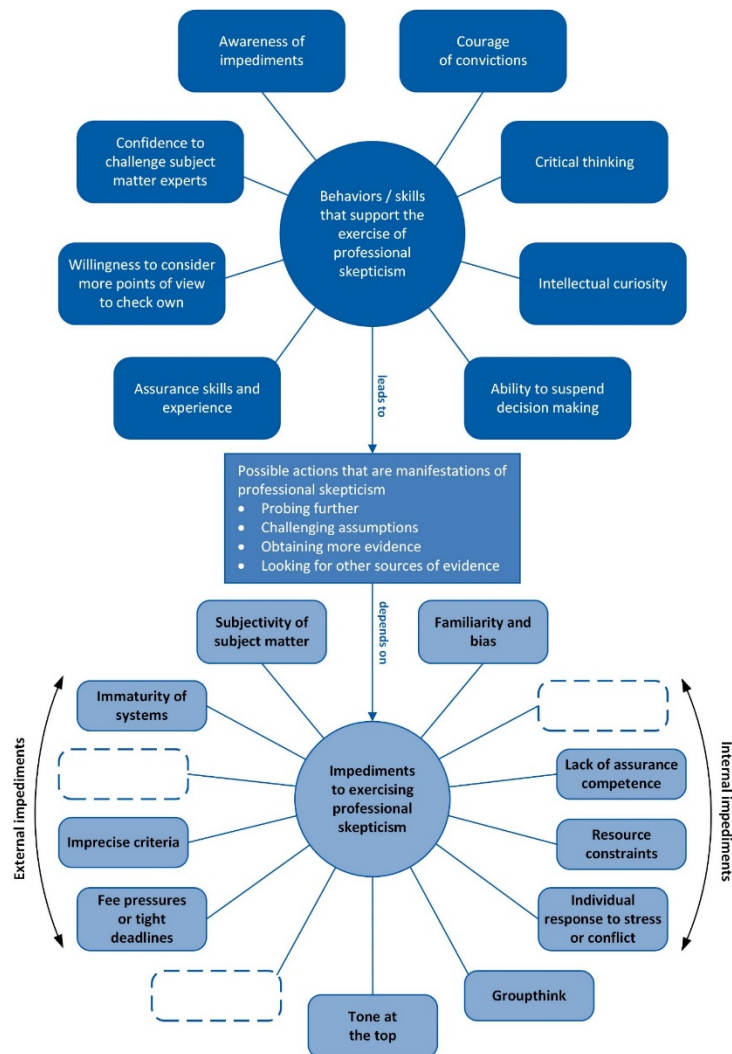 Awareness of
impediments
Courage
of convictions
Confidence to
challenge subject
matter experts
Behaviors / skills
that support the
exercise of
professional
skepticism
Critical thinking
Willingness to consider
more points of view
to check own
Intellectual curiosity
Assurance skills and
experience
leads to
Ability to suspend
decision making
Possible actions that are manifestations of
professional skepticism
• Probing further
• Challenging assumptions
• Obtaining more evidence
• Looking for other sources of evidence
depends on
Subjectivity of
subject matter
Familiarity and
bias
Immaturity of
systems
External impediments
Impediments
to exercising
professional
skepticism
Lack of assurance
competence
Internal impediments
Imprecise criteria
Resource
constraints
Fee pressures
or tight
deadlines
Individual
response to stress
or conflict
Tone at
the top
Groupthink